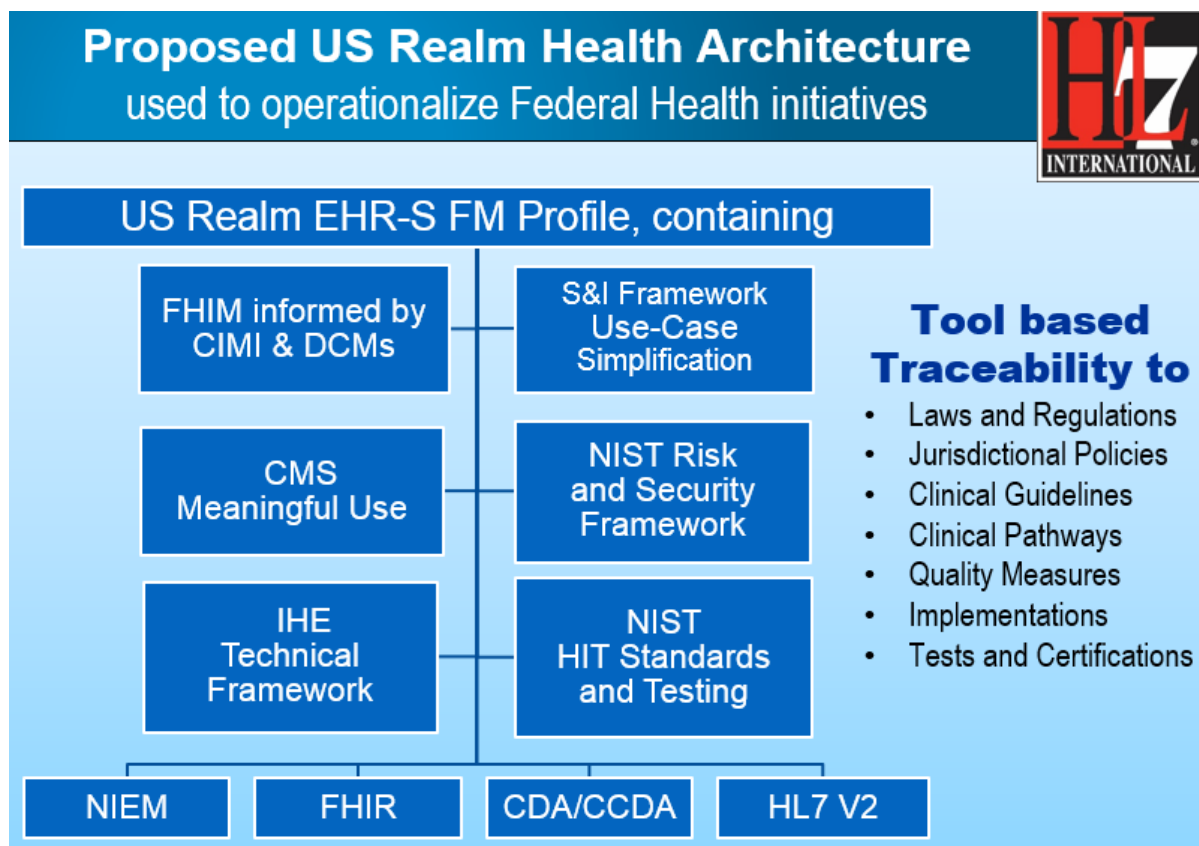 Proposed US Realm Health Architecture
used to operationalize Federal Health initiatives
HL7
®
INTERNATIONAL
US Realm EHR-S FM Profile, containing
FHIM informed by
CIMI & DCMs
S&I Framework
Use-Case
Simplification
CMS
Meaningful Use
NIST Risk
and Security
Framework
IHE
Technical
Framework
NIST
HIT Standards
and Testing
NIEM
FHIR
CDA/CCDA
HL7 V2
Tool based
Traceability to
• Laws and Regulations
• Jurisdictional Policies
• Clinical Guidelines
• Clinical Pathways
• Quality Measures
• Implementations
• Tests and Certifications